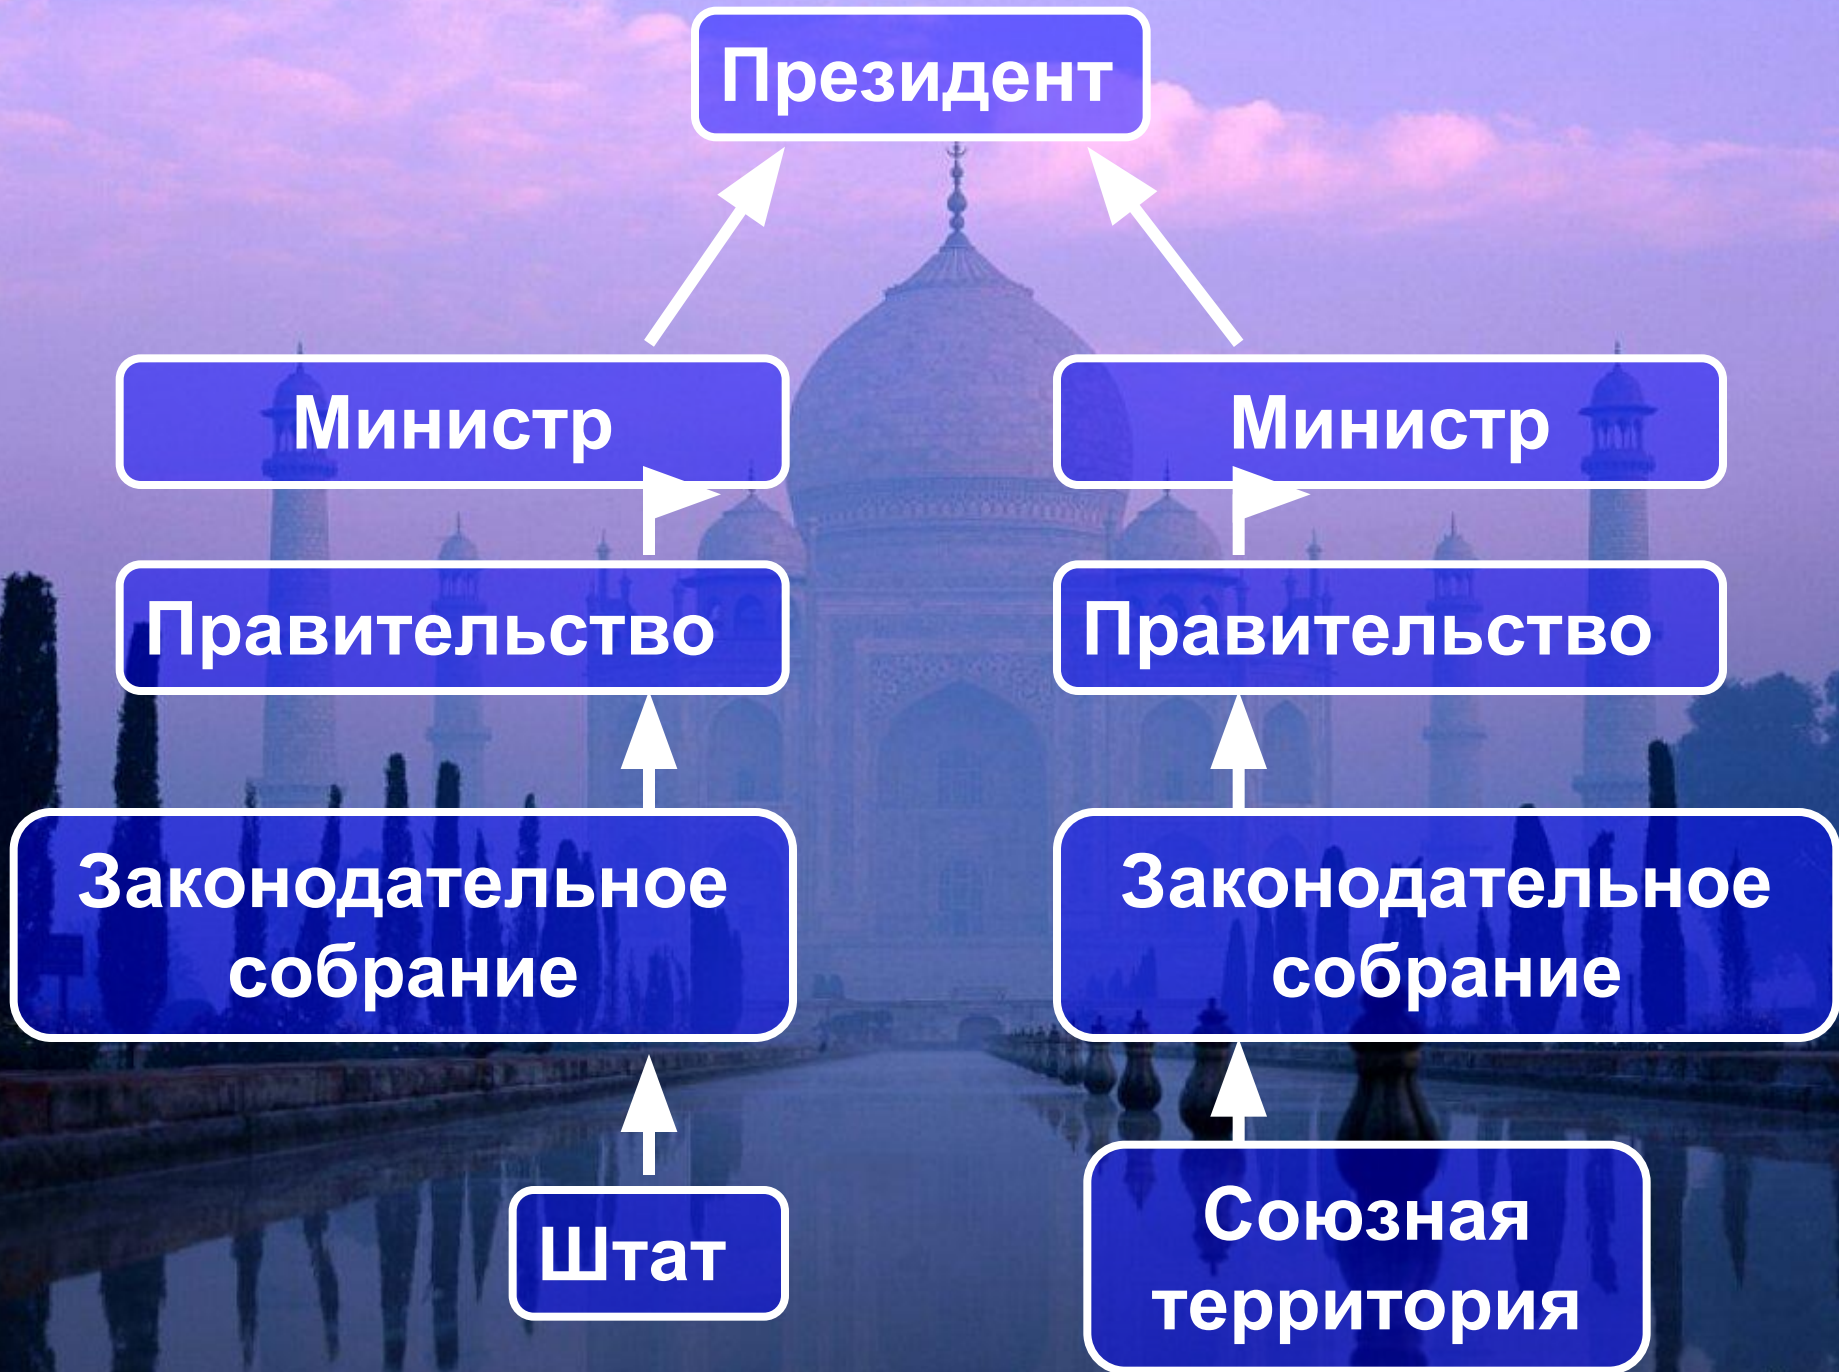 Президент
Министр
Министр
Правительство
Правительство
Законодательное
собрание
Законодательное
собрание
Штат
Союзная
территория